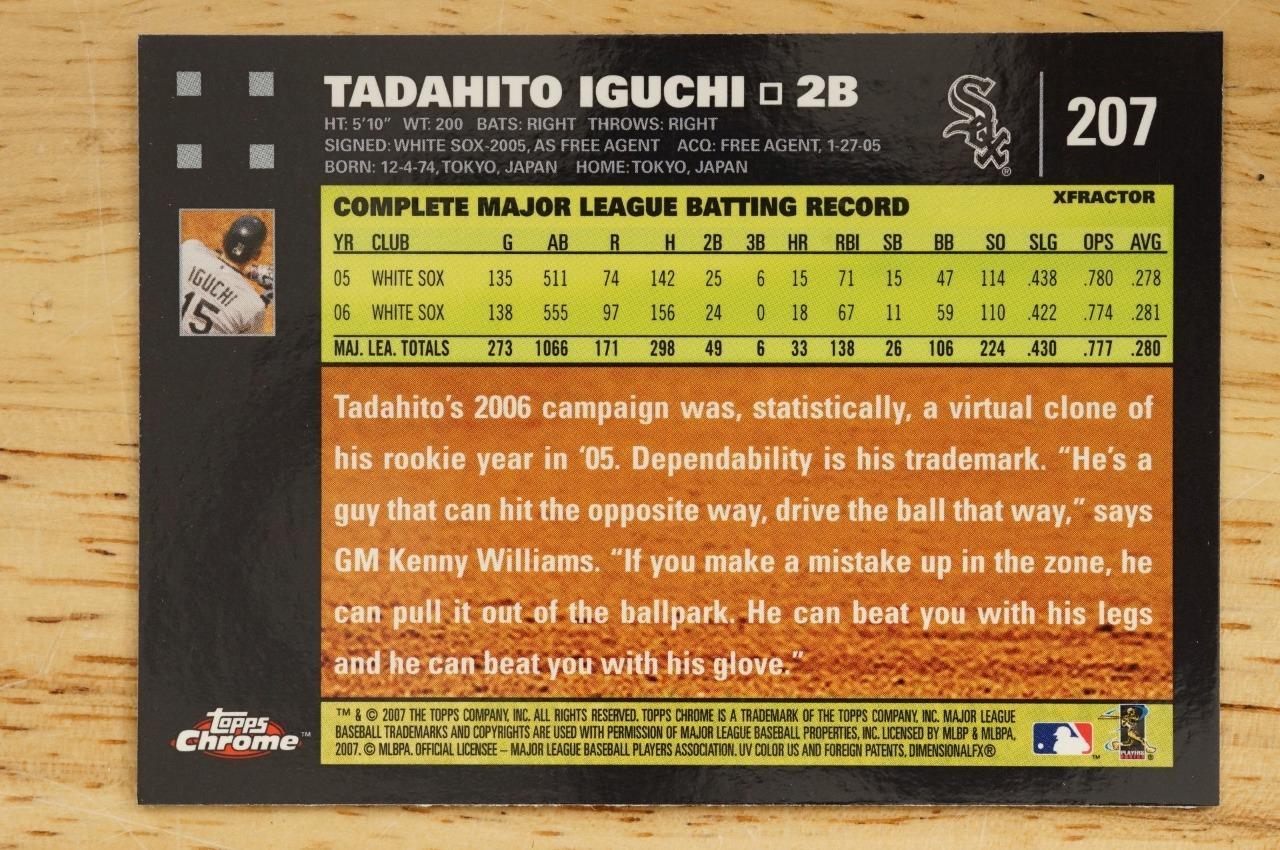 TADAHITO IGUCHI 2B
HT: 5'10" WT: 200 BATS: RIGHT THROWS: RIGHT
SIGNED: WHITE SOX-2005, AS FREE AGENT ACQ: FREE AGENT, 1-27-05
BORN: 12-4-74, TOKYO, JAPAN HOME: TOKYO, JAPAN
Sox
207
IGUCHI
15
COMPLETE MAJOR LEAGUE BATTING RECORD
XFRACTOR
YR CLUB G AB R H 2B 3B HR RBI SB BB SO SLG OPS AVG
05 WHITE SOX 135 511 74 142 25 6 15 71 15 47 114 .438 .780 .278
06 WHITE SOX 138 555 97 156 24 0 18 67 11 59 110 .422 .774 .281
MAJ. LEA. TOTALS 273 1066 171 298 49 6 33 138 26 106 224 .430 .777 .280
Tadahito's 2006 campaign was, statistically, a virtual clone of
his rookie year in '05. Dependability is his trademark. "He's a
guy that can hit the opposite way, drive the ball that way," says
GM Kenny Williams. "If you make a mistake up in the zone, he
can pull it out of the ballpark. He can beat you with his legs
and he can beat you with his glove."
Topps
Chrome™
™ & © 2007 THE TOPPS COMPANY, INC. ALL RIGHTS RESERVED. TOPPS CHROME IS A TRADEMARK OF THE TOPPS COMPANY, INC. MAJOR LEAGUE
BASEBALL TRADEMARKS AND COPYRIGHTS ARE USED WITH PERMISSION OF MAJOR LEAGUE BASEBALL PROPERTIES, INC. LICENSED BY MLBP & MLBPA,
2007. © MLBPA. OFFICIAL LICENSEE – MAJOR LEAGUE BASEBALL PLAYERS ASSOCIATION. UV COLOR US AND FOREIGN PATENTS, DIMENSIONALFX®
PLAYERS